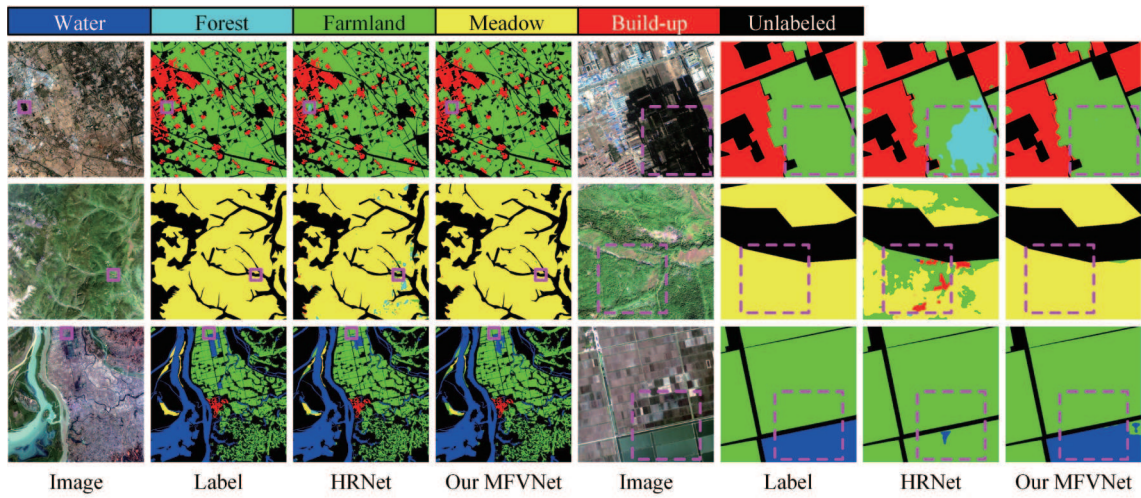 Water Forest Farmland Meadow Build-up Unlabeled
Image Label HRNet Our MFVNet Image Label HRNet Our MFVNet